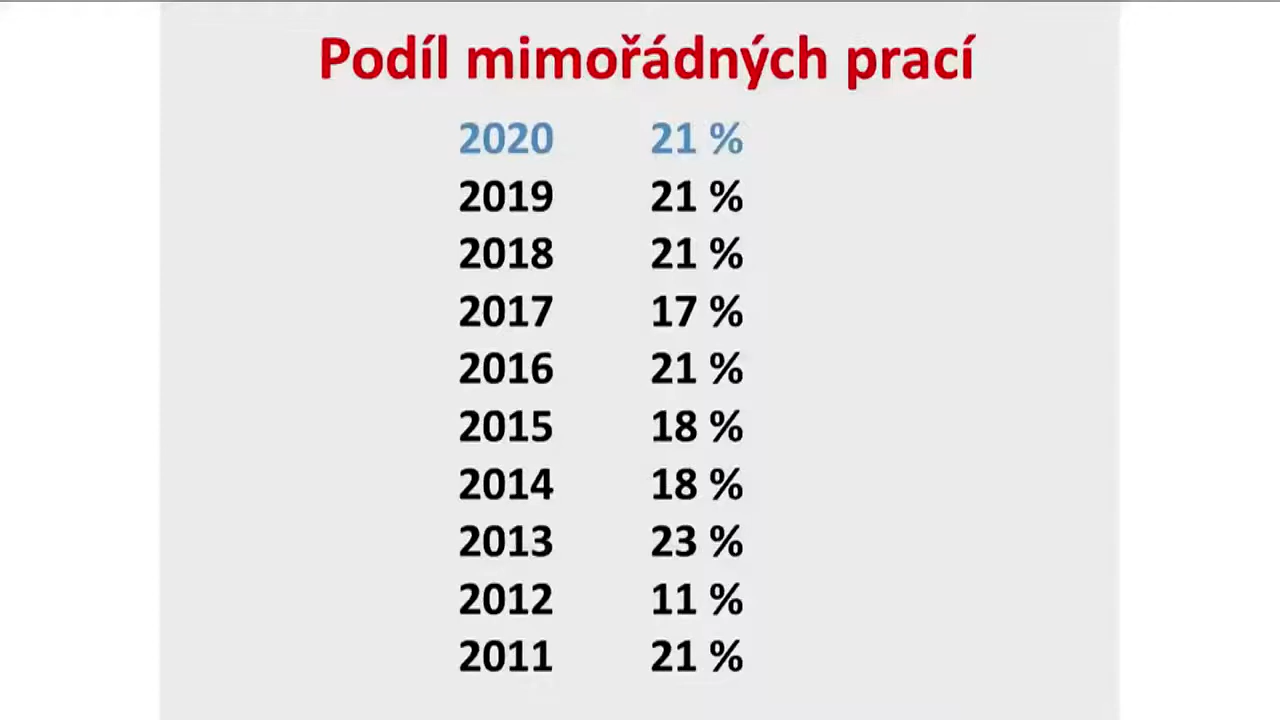 Podíl mimořádných prací
2020 21 %
2019 21 %
2018 21 %
2017 17 %
2016 21 %
2015 18 %
2014 18 %
2013 23 %
2012 11 %
2011 21 %